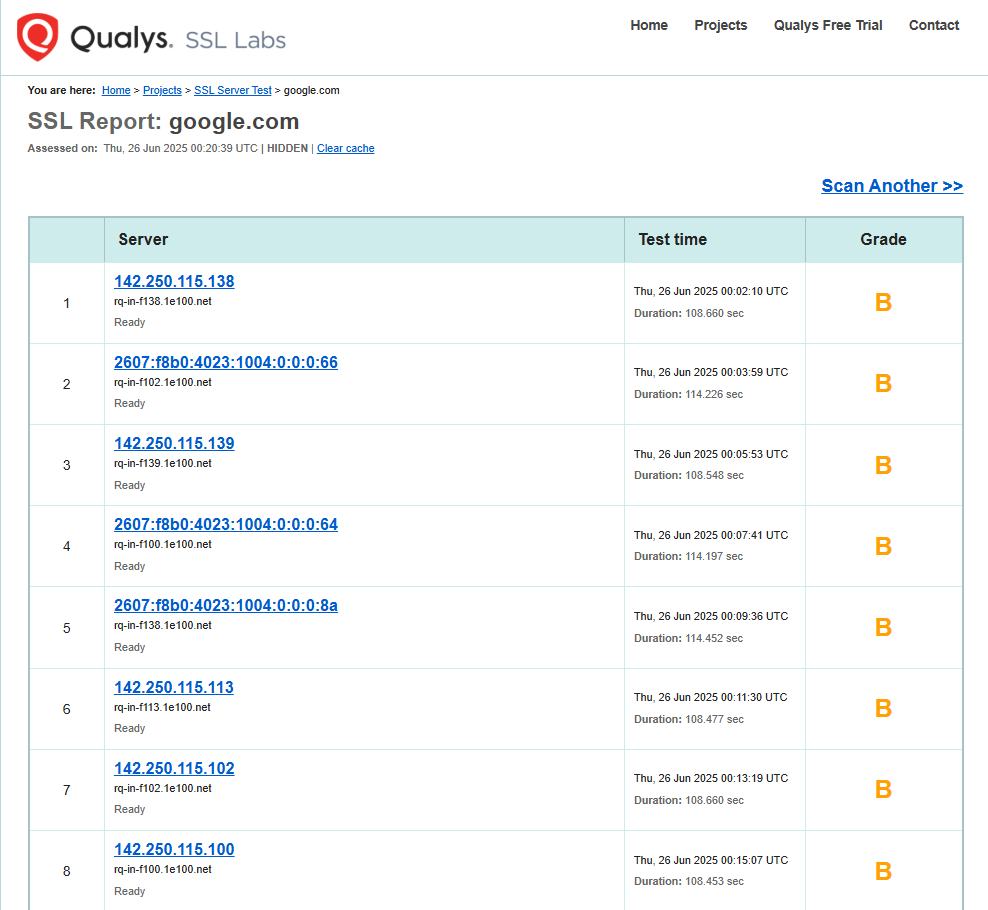 Qualys. SSL Labs
Home Projects Qualys Free Trial Contact
You are here: Home > Projects > SSL Server Test > google.com
SSL Report: google.com
Assessed on: Thu, 26 Jun 2025 00:20:39 UTC | HIDDEN | Clear cache
Scan Another >>
Server Test time Grade
1
142.250.115.138
rq-in-f138.1e100.net
Ready
Thu, 26 Jun 2025 00:02:10 UTC
Duration: 108.660 sec
B
2
2607:f8b0:4023:1004:0:0:0:66
rq-in-f102.1e100.net
Ready
Thu, 26 Jun 2025 00:03:59 UTC
Duration: 114.226 sec
B
3
142.250.115.139
rq-in-f139.1e100.net
Ready
Thu, 26 Jun 2025 00:05:53 UTC
Duration: 108.548 sec
B
4
2607:f8b0:4023:1004:0:0:0:64
rq-in-f100.1e100.net
Ready
Thu, 26 Jun 2025 00:07:41 UTC
Duration: 114.197 sec
B
5
2607:f8b0:4023:1004:0:0:0:8a
rq-in-f138.1e100.net
Ready
Thu, 26 Jun 2025 00:09:36 UTC
Duration: 114.452 sec
B
6
142.250.115.113
rq-in-f113.1e100.net
Ready
Thu, 26 Jun 2025 00:11:30 UTC
Duration: 108.477 sec
B
7
142.250.115.102
rq-in-f102.1e100.net
Ready
Thu, 26 Jun 2025 00:13:19 UTC
Duration: 108.660 sec
B
8
142.250.115.100
rq-in-f100.1e100.net
Ready
Thu, 26 Jun 2025 00:15:07 UTC
Duration: 108.453 sec
B